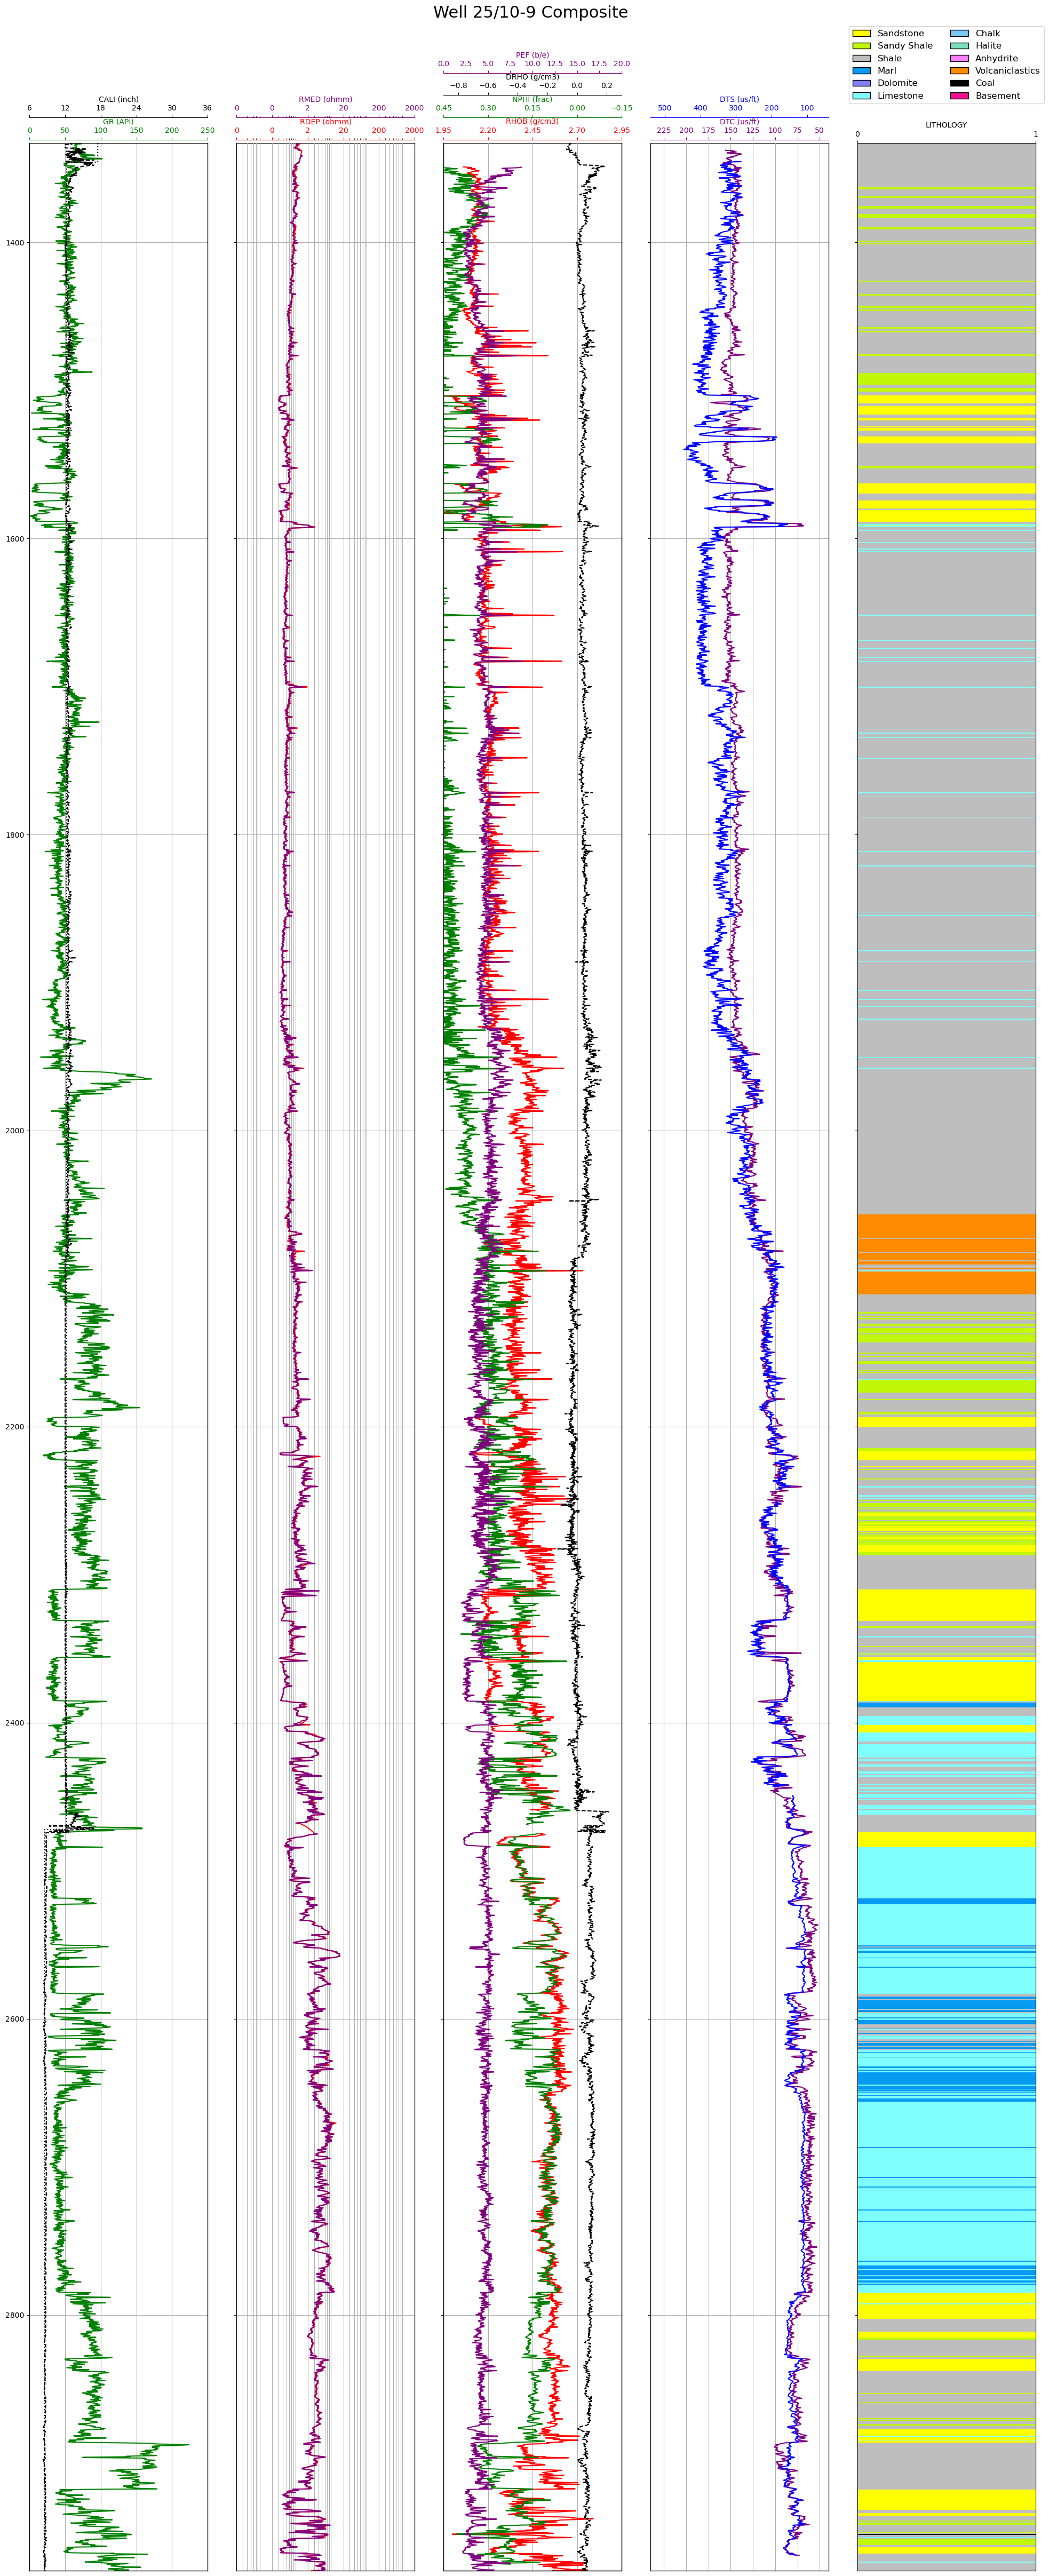 Well 25/10-9 Composite
Sandstone Chalk
Sandy Shale Halite
Shale Anhydrite
Marl Volcaniclastics
Dolomite Coal
Limestone Basement
PEF (b/e)
0.0 2.5 5.0 7.5 10.0 12.5 15.0 17.5 20.0
DRHO (g/cm3)
−0.8 −0.6 −0.4 −0.2 0.0 0.2
CALI (inch) RMED (ohmm) NPHI (frac) DTS (us/ft)
6 12 18 24 30 36 0 0 2 20 200 2000 0.45 0.30 0.15 0.00 −0.15 500 400 300 200 100
GR (API) RDEP (ohmm) RHOB (g/cm3) DTC (us/ft) LITHOLOGY
0 50 100 150 200 250 0 0 2 20 200 2000 1.95 2.20 2.45 2.70 2.95 225 200 175 150 125 100 75 50 0 1
1400
1600
1800
2000
2200
2400
2600
2800